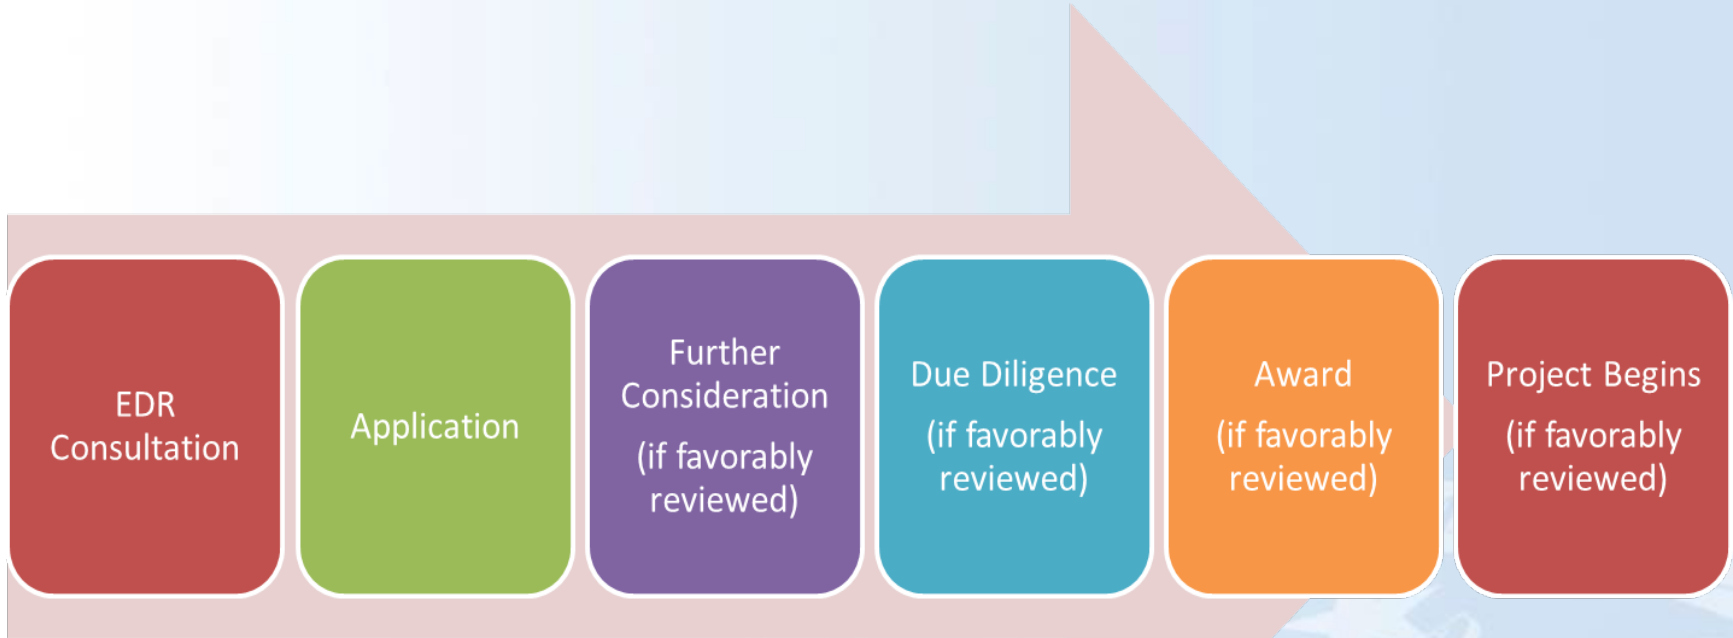 EDR
Consultation
Application
Further
Consideration
(if favorably
reviewed)
Due Diligence
(if favorably
reviewed)
Award
(if favorably
reviewed)
Project Begins
(if favorably
reviewed)